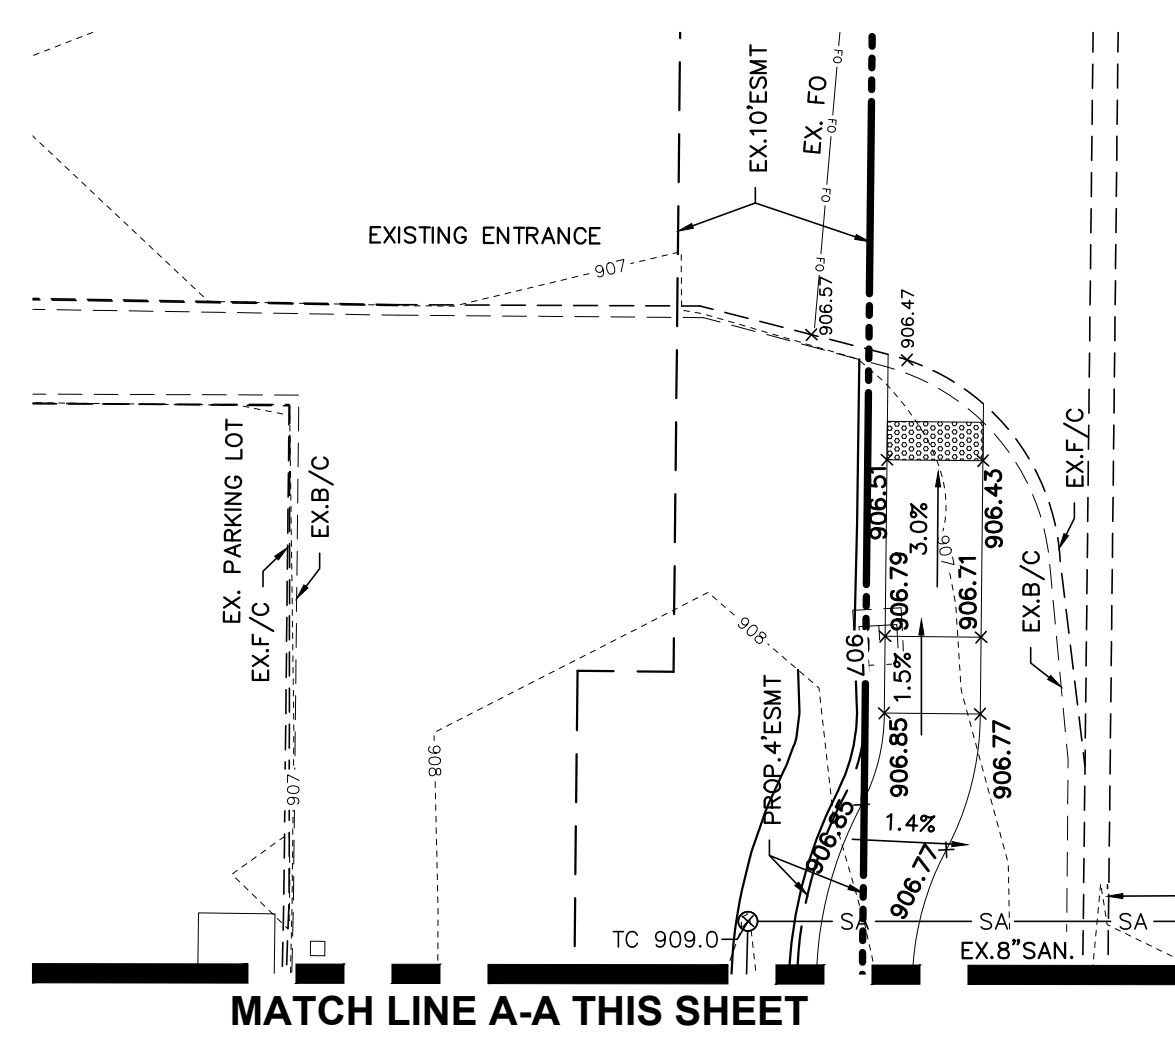 FO
EX.10'ESMT
EX. FO
FO
FO
EXISTING ENTRANCE
907
FO
906.57
906.47
EX. PARKING LOT
EX.F/C
EX.B/C
EX.F/C
906.51
906.43
3.0%
907
906.79
906.71
EX.B/C
908
907
1.5%
PROP.4'ESMT
906.85
906.77
908
907
906.85
1.4%
906.77
SA
SA
SA
TC 909.0
EX.8"SAN.
MATCH LINE A-A THIS SHEET